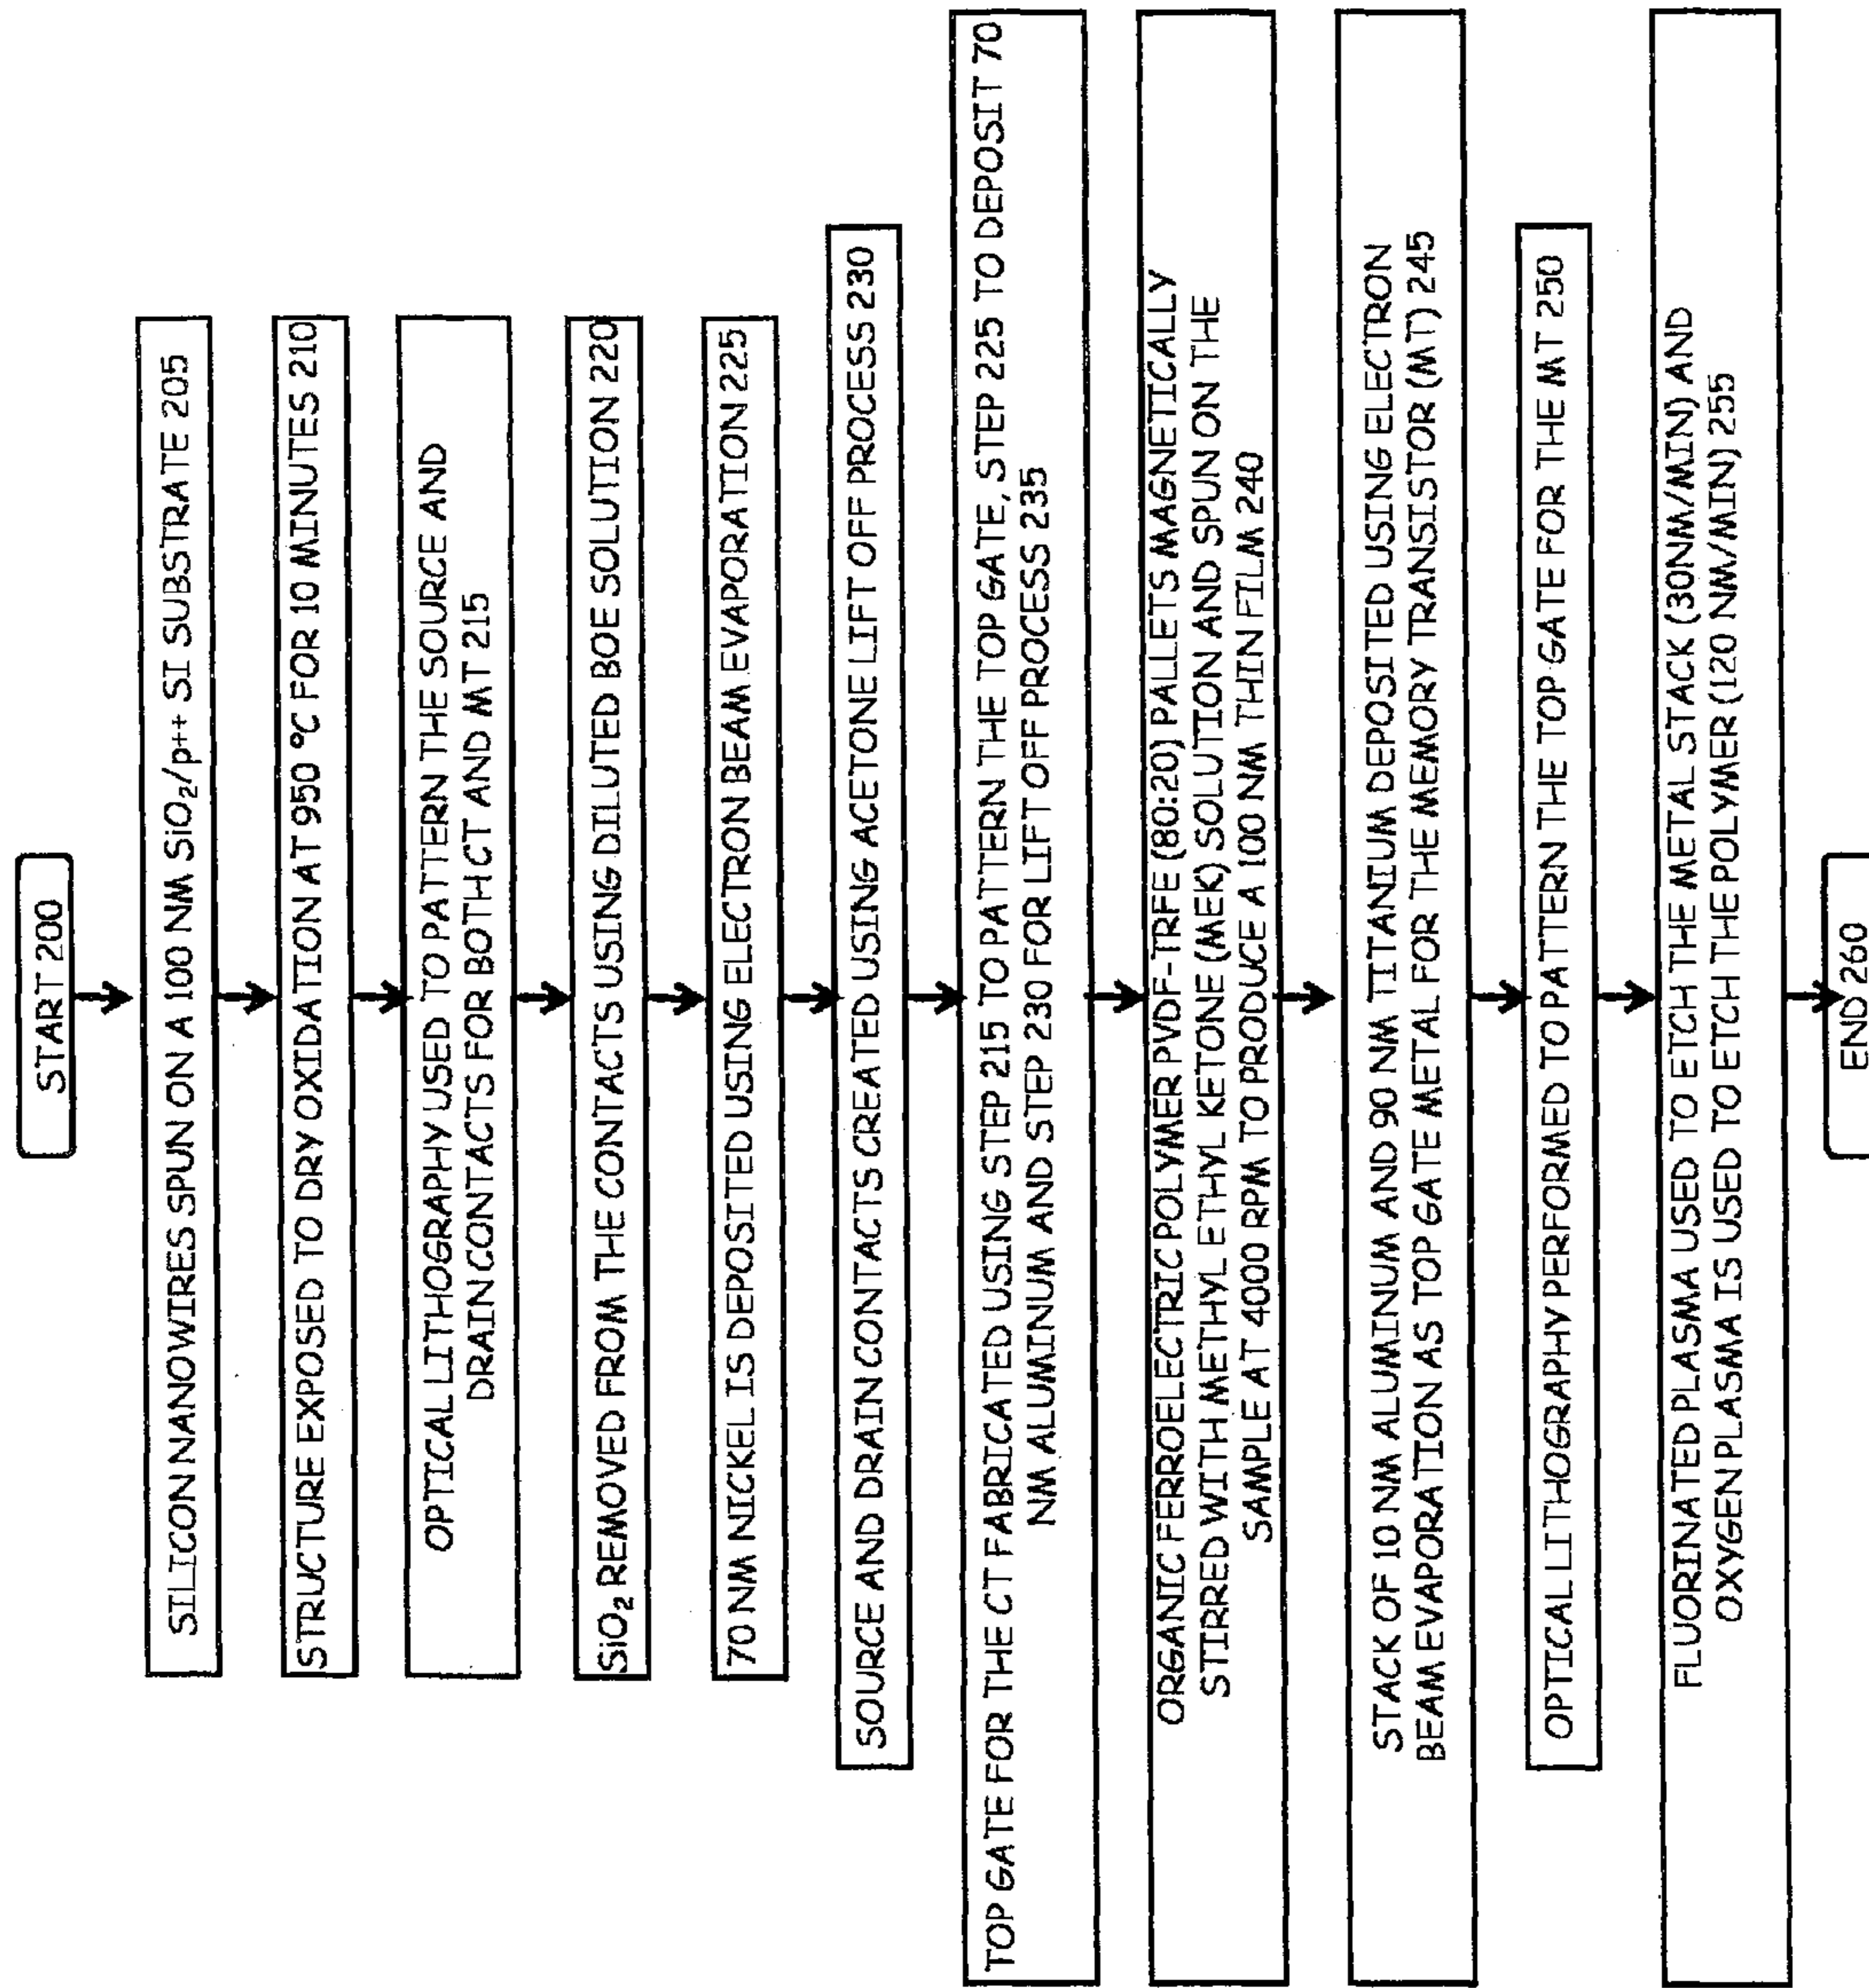 START 200
SILICON NANOWIRES SPUN ON A 100 NM SiO₂/p++ SI SUBSTRATE 205
STRUCTURE EXPOSED TO DRY OXIDATION AT 950 °C FOR 10 MINUTES 210
OPTICAL LITHOGRAPHY USED TO PATTERN THE SOURCE AND
DRAIN CONTACTS FOR BOTH CT AND MT 215
SiO₂ REMOVED FROM THE CONTACTS USING DILUTED BOE SOLUTION 220
70 NM NICKEL IS DEPOSITED USING ELECTRON BEAM EVAPORATION 225
SOURCE AND DRAIN CONTACTS CREATED USING ACETONE LIFT OFF PROCESS 230
TOP GATE FOR THE CT FABRICATED USING STEP 215 TO PATTERN THE TOP GATE, STEP 225 TO DEPOSIT 70
NM ALUMINUM AND STEP 230 FOR LIFT OFF PROCESS 235
ORGANIC FERROELECTRIC POLYMER PVDF-TRFE (80:20) PALLETS MAGNETICALLY
STIRRED WITH METHYL ETHYL KETONE (MEK) SOLUTION AND SPUN ON THE
SAMPLE AT 4000 RPM TO PRODUCE A 100 NM THIN FILM 240
STACK OF 10 NM ALUMINUM AND 90 NM TITANIUM DEPOSITED USING ELECTRON
BEAM EVAPORATION AS TOP GATE METAL FOR THE MEMORY TRANSISTOR (MT) 245
OPTICAL LITHOGRAPHY PERFORMED TO PATTERN THE TOP GATE FOR THE MT 250
FLUORINATED PLASMA USED TO ETCH THE METAL STACK (30NM/MIN) AND
OXYGEN PLASMA IS USED TO ETCH THE POLYMER (120 NM/MIN) 255
END 260